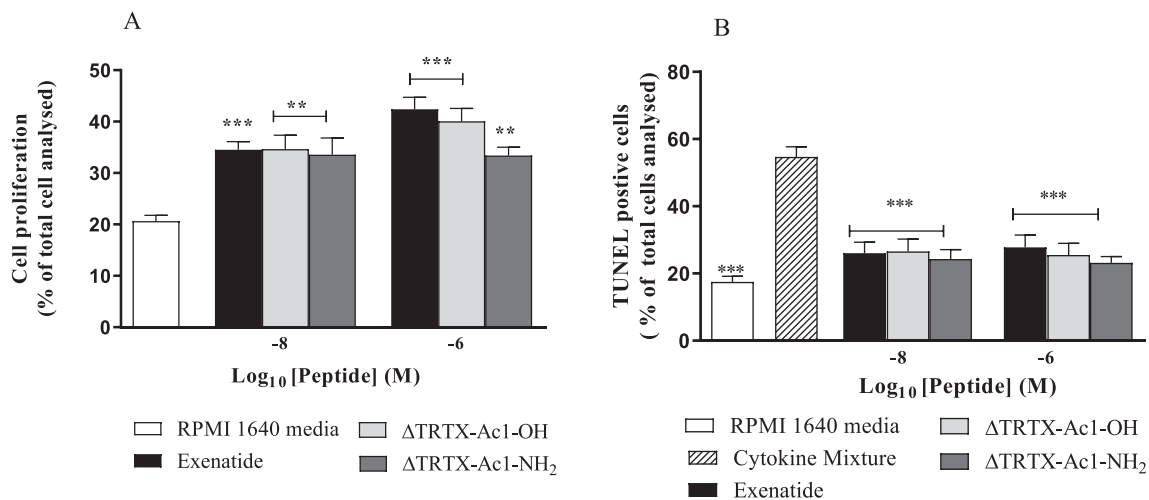 A
Cell proliferation
(% of total cell analysed)
50
40
30
20
10
0
***
**
***
**
-8
-6
Log10 [Peptide] (M)
RPMI 1640 media
ΔTRTX-Ac1-OH
Exenatide
ΔTRTX-Ac1-NH2
B
TUNEL postive cells
( % of total cells analysed)
80
60
40
20
0
***
***
***
-8
-6
Log10 [Peptide] (M)
RPMI 1640 media
ΔTRTX-Ac1-OH
Cytokine Mixture
ΔTRTX-Ac1-NH2
Exenatide